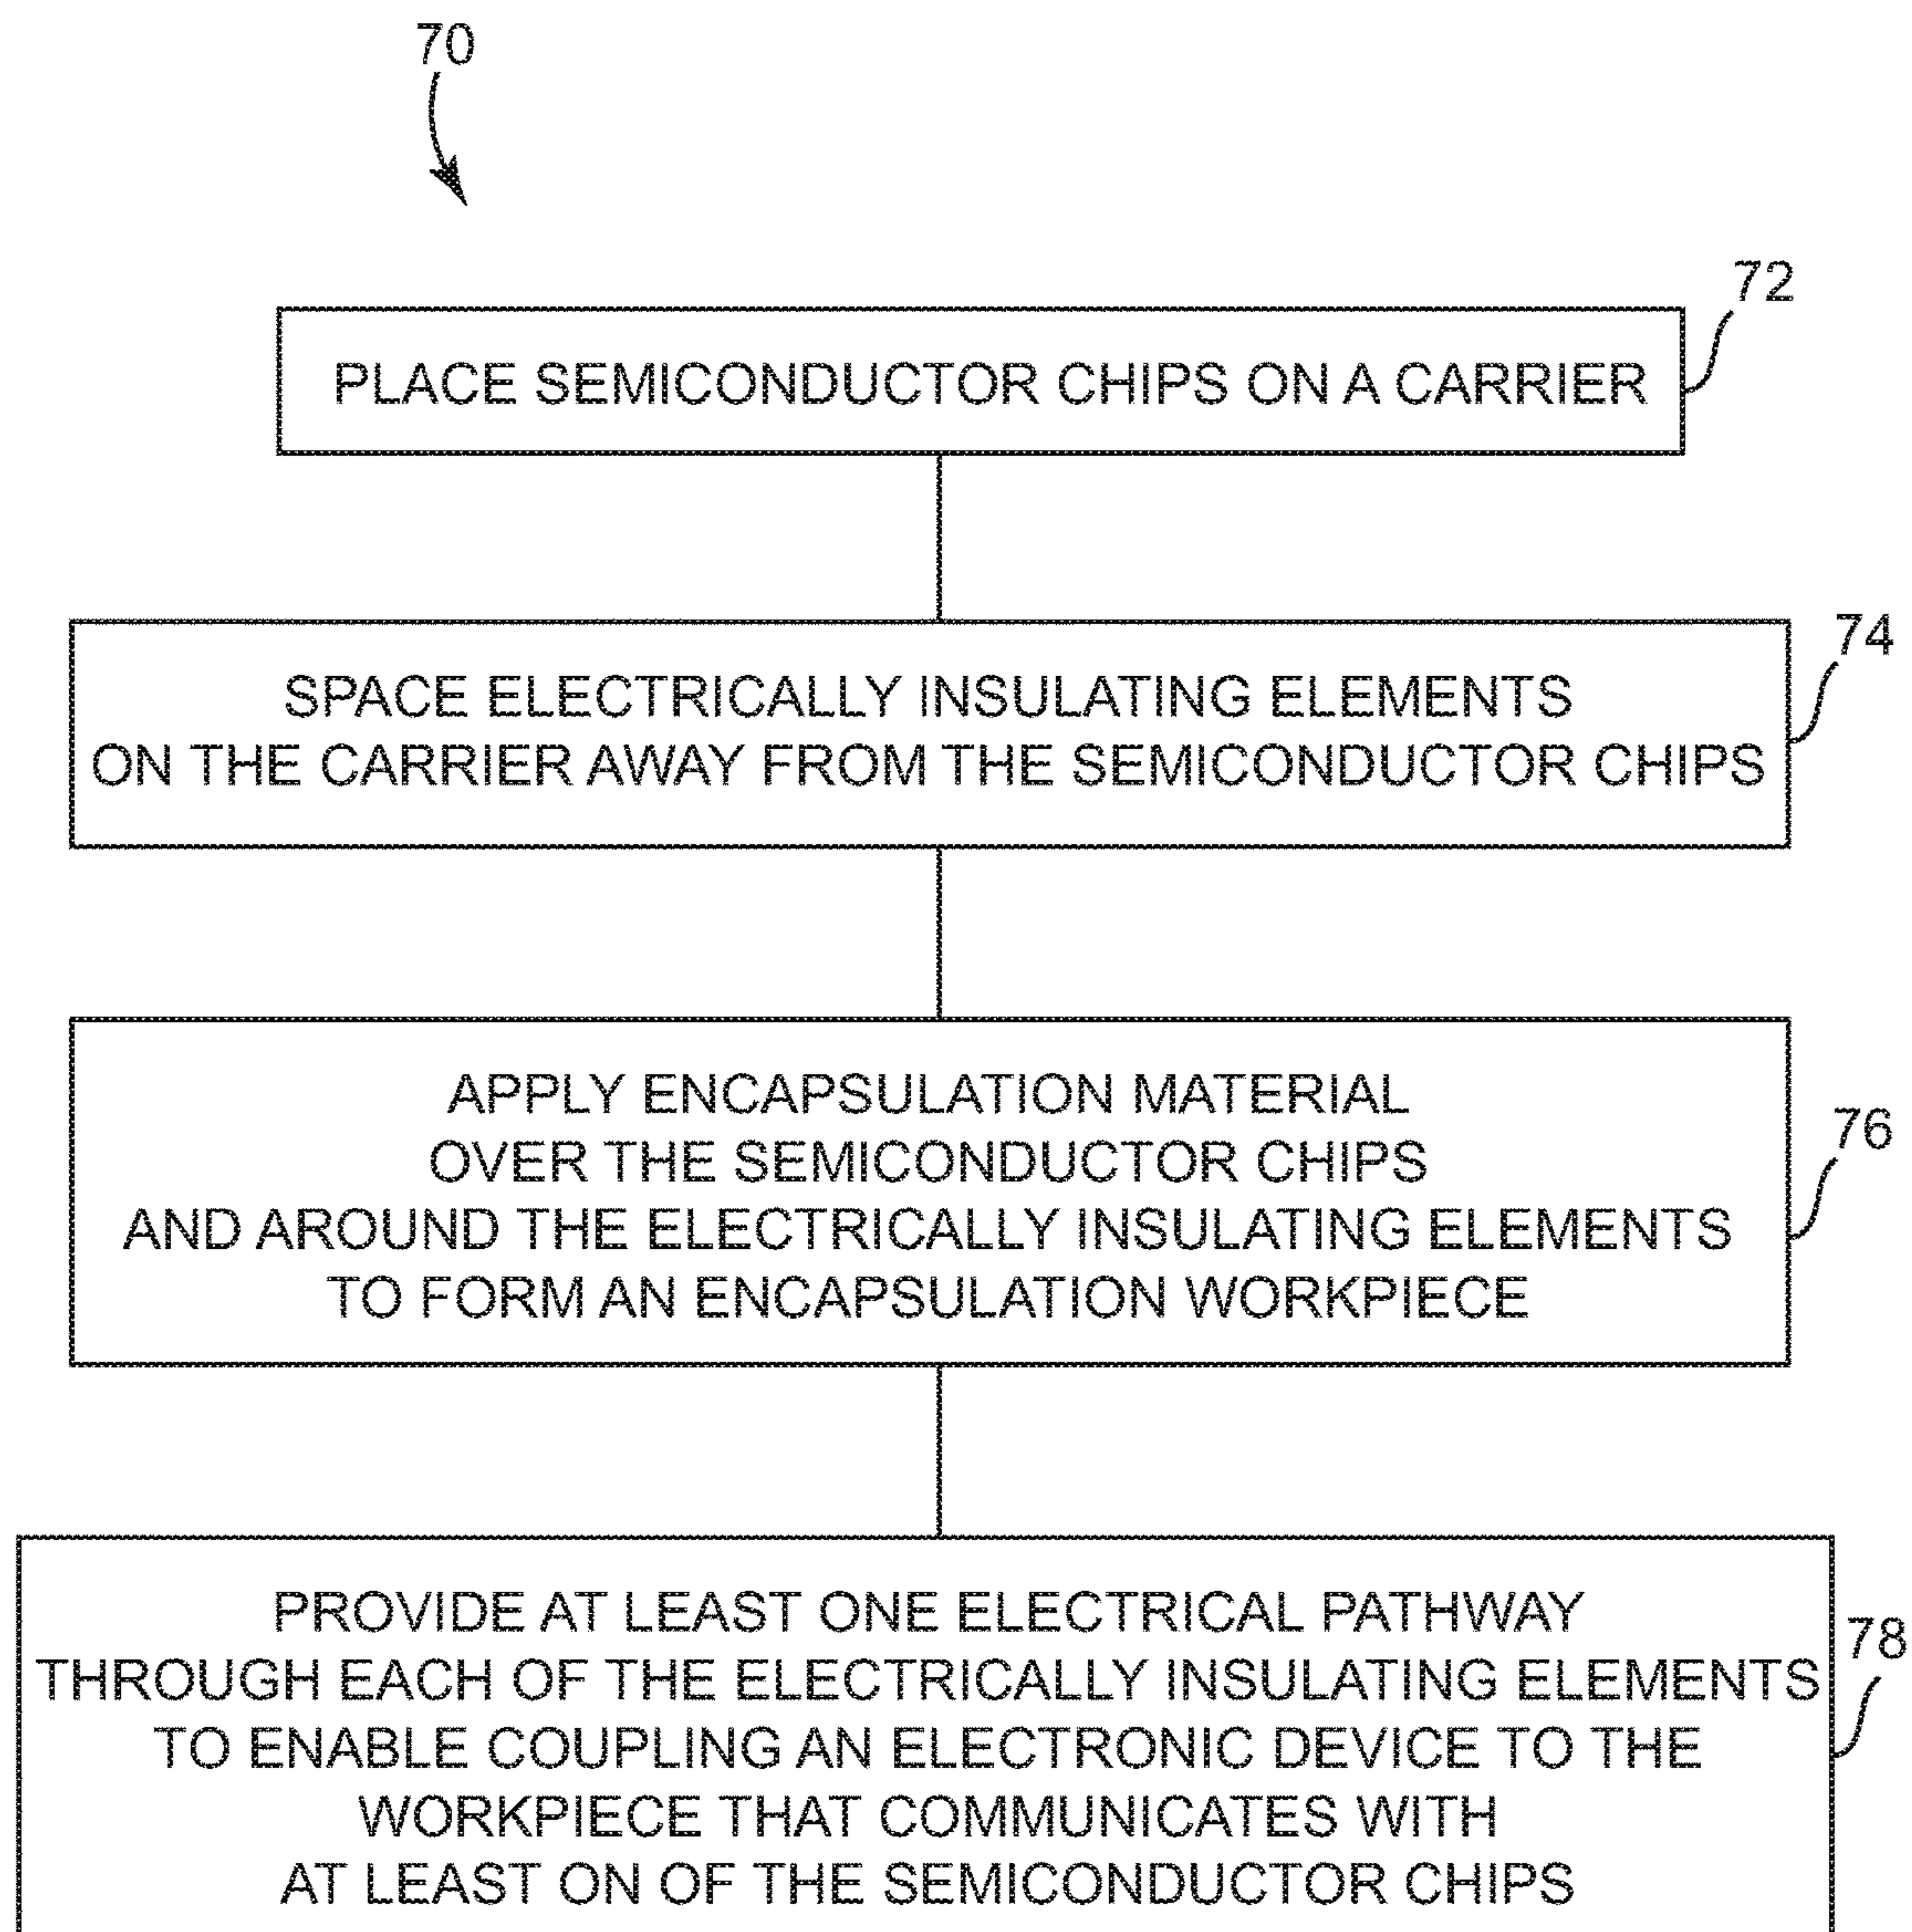 70
72
PLACE SEMICONDUCTOR CHIPS ON A CARRIER
74
SPACE ELECTRICALLY INSULATING ELEMENTS
ON THE CARRIER AWAY FROM THE SEMICONDUCTOR CHIPS
76
APPLY ENCAPSULATION MATERIAL
OVER THE SEMICONDUCTOR CHIPS
AND AROUND THE ELECTRICALLY INSULATING ELEMENTS
TO FORM AN ENCAPSULATION WORKPIECE
78
PROVIDE AT LEAST ONE ELECTRICAL PATHWAY
THROUGH EACH OF THE ELECTRICALLY INSULATING ELEMENTS
TO ENABLE COUPLING AN ELECTRONIC DEVICE TO THE
WORKPIECE THAT COMMUNICATES WITH
AT LEAST ON OF THE SEMICONDUCTOR CHIPS